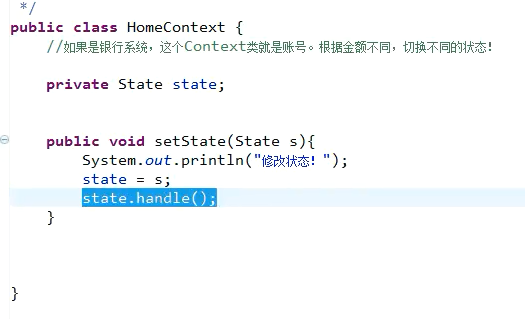 */
public class HomeContext {
//如果是银行系统，这个Context类就是账号。根据金额不同，切换不同的状态！
private State state;
public void setState(State s){
System.out.println("修改状态！");
state = s;
state.handle();
}
}